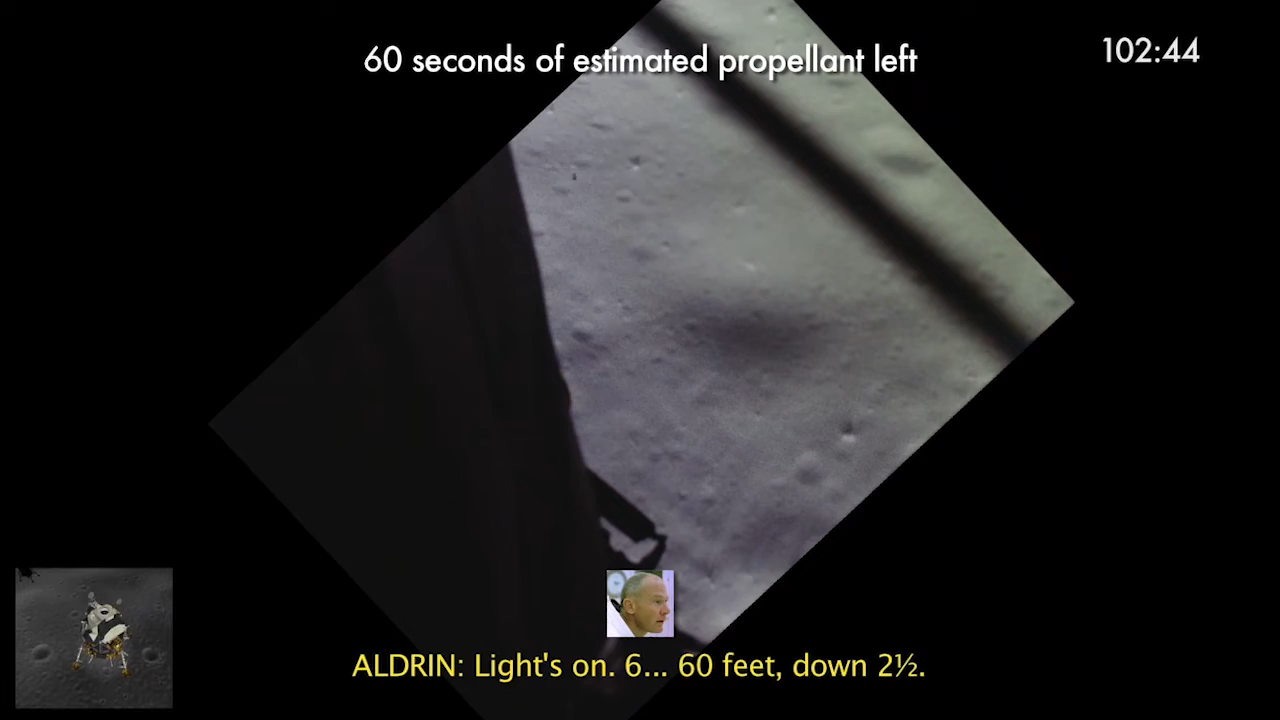 60 seconds of estimated propellant left
102:44
ALDRIN: Light's on. 6... 60 feet, down 2½.